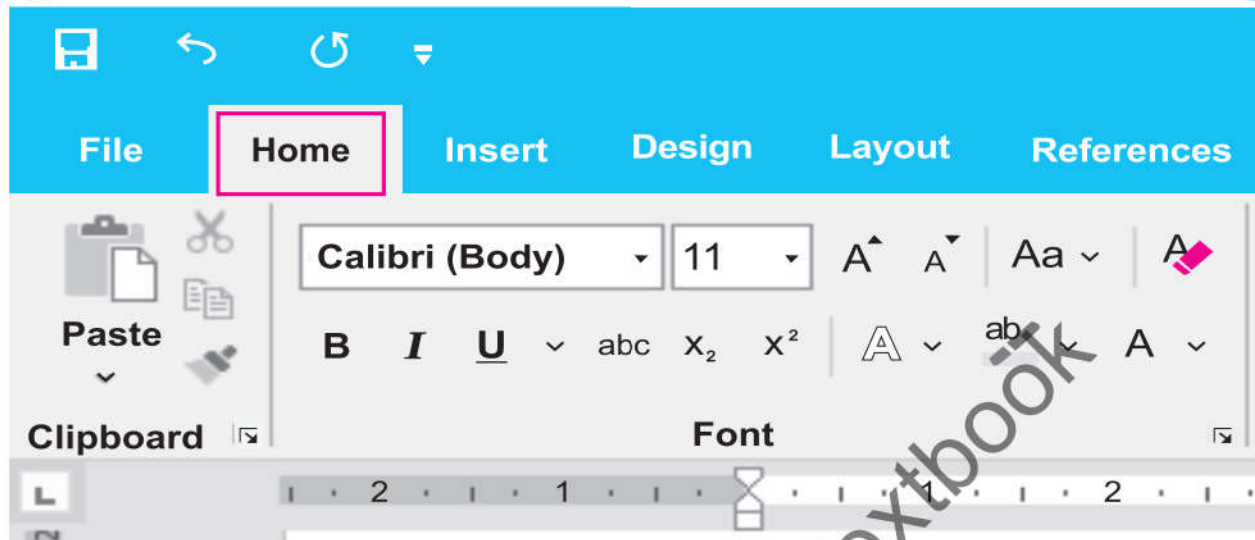 File Home Insert Design Layout References
Calibri (Body) 11 A A Aa A
Paste
B I U abc X₂ X² A ab A
Clipboard Font
L 2 1 1 2